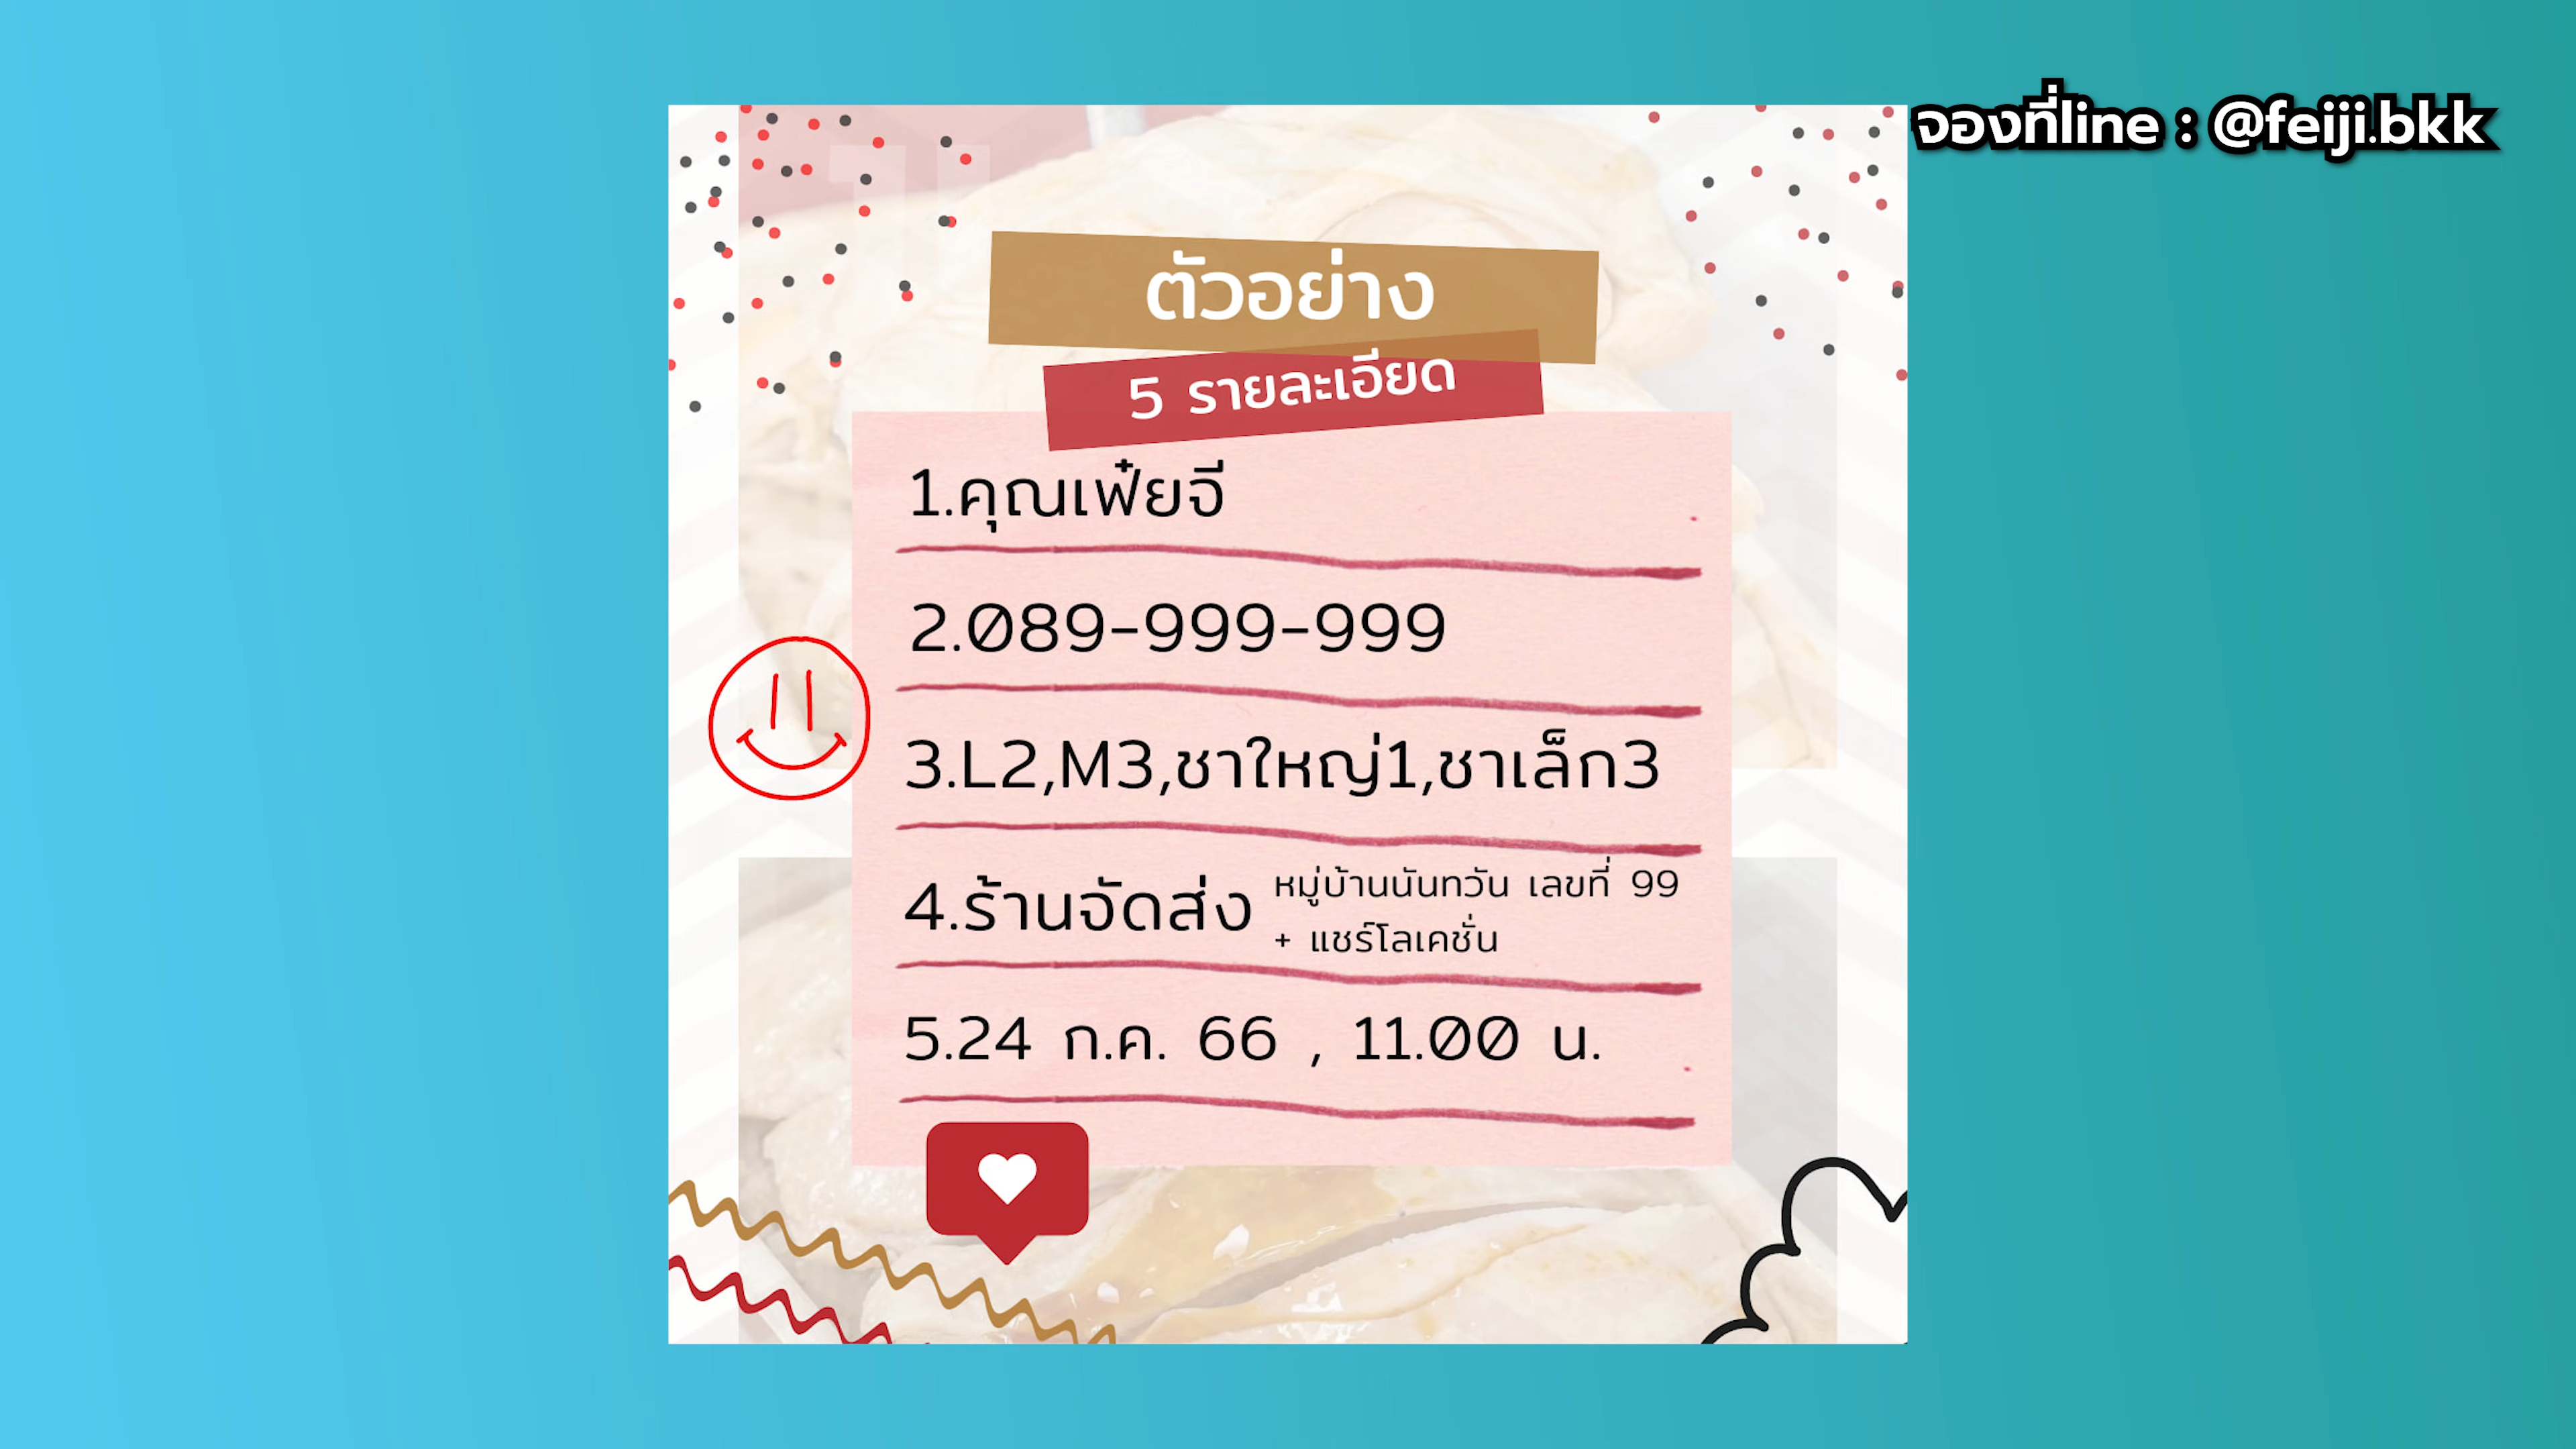 จองที่line : @feiji.bkk
ตัวอย่าง
5 รายละเอียด
1.คุณเฟ๋ยจี
2.089-999-999
3.L2,M3,ชาใหญ่1,ชาเล็ก3
4.ร้านจัดส่ง หมู่บ้านนันทวัน เลขที่ 99
+ แชร์โลเคชั่น
5.24 ก.ค. 66 , 11.00 น.